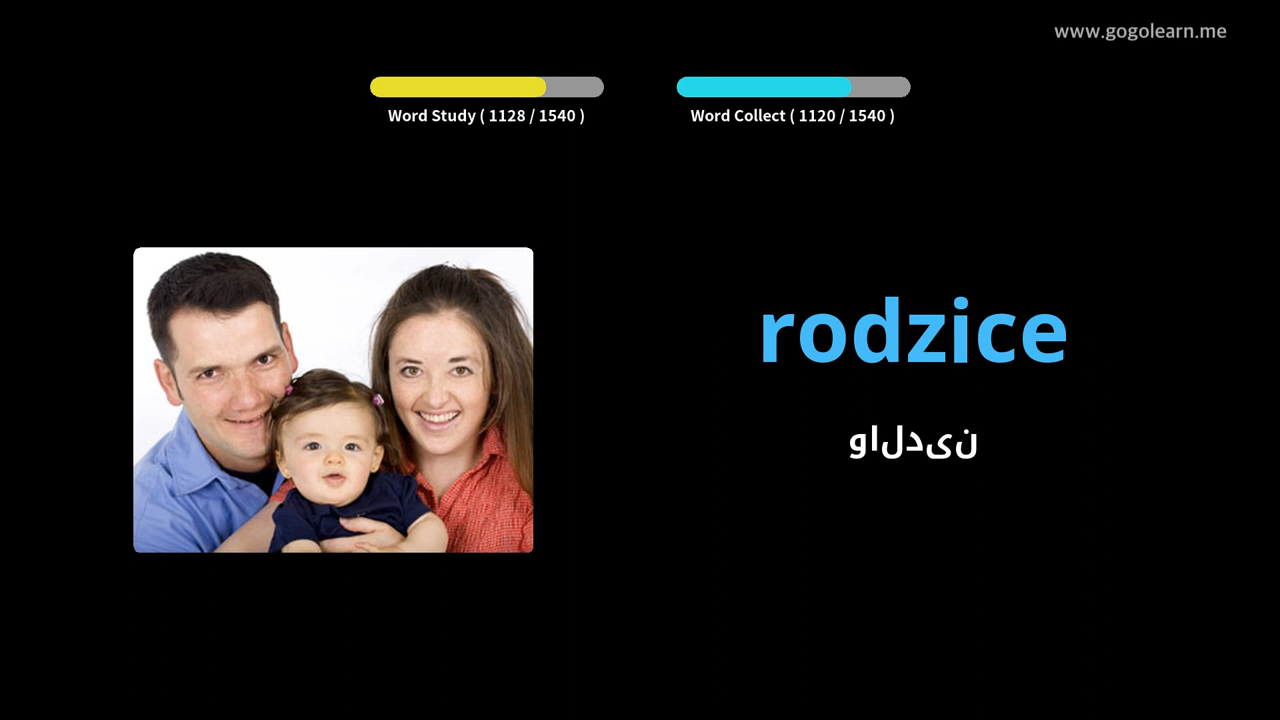 www.gogolearn.me
Word Study ( 1128 / 1540 )
Word Collect ( 1120 / 1540 )
rodzice
والدین